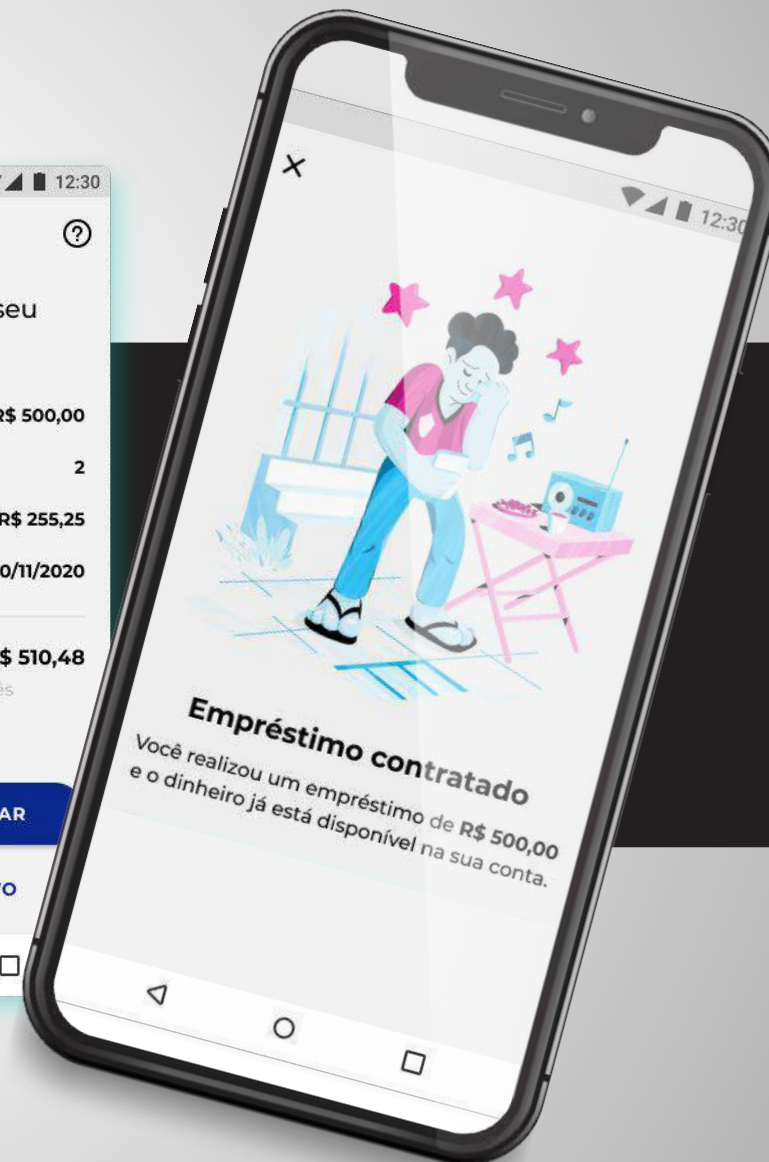 12:30
seu
R$ 500,00
2
R$ 255,25
0/11/2020
$ 510,48
AR
12:30
Empréstimo contratado
Você realizou um empréstimo de R$ 500,00
e o dinheiro já está disponível na sua conta.